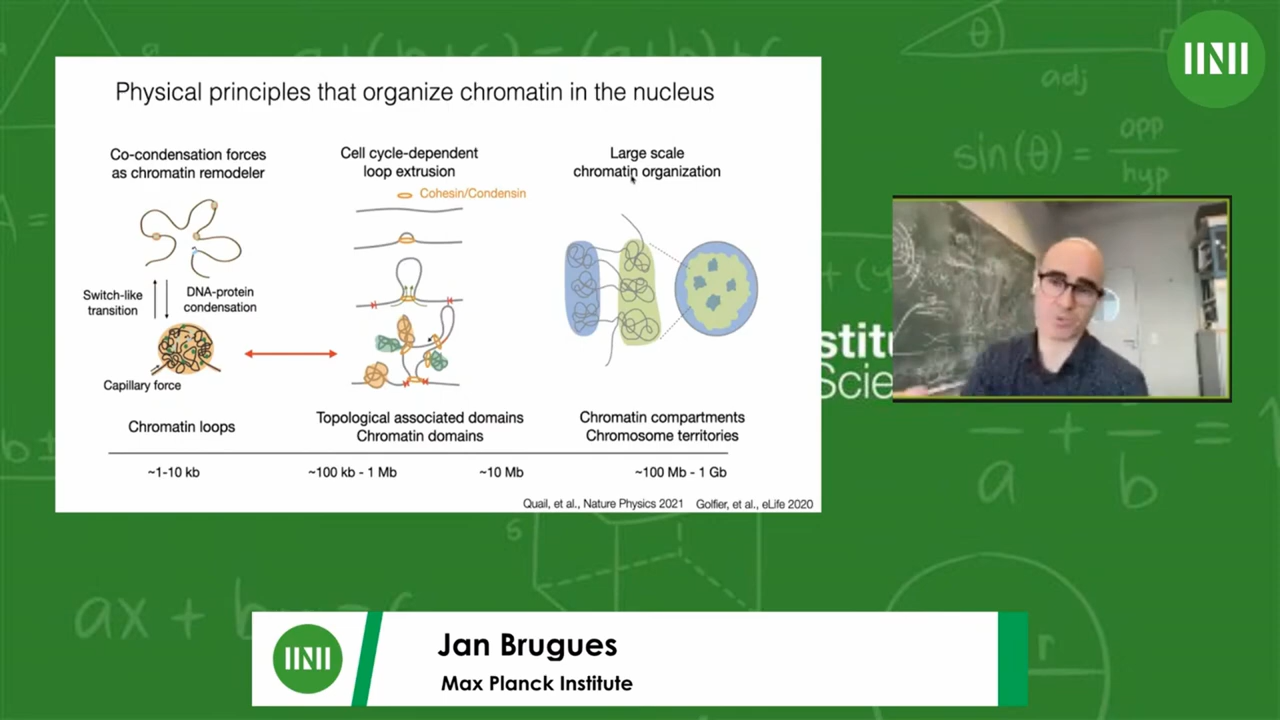 Physical principles that organize chromatin in the nucleus
Co-condensation forces
as chromatin remodeler
Switch-like
transition
DNA-protein
condensation
Capillary force
Chromatin loops
~1-10 kb
Cell cycle-dependent
loop extrusion
Cohesin/Condensin
Topological associated domains
Chromatin domains
~100 kb - 1 Mb
~10 Mb
Large scale
chromatin organization
Chromatin compartments
Chromosome territories
~100 Mb - 1 Gb
Quail, et al., Nature Physics 2021 Golfier, et al., eLife 2020
θ
adj
sin(θ) = opp
hyp
a + b =
a b
ax + b
s
r
Jan Brugues
Max Planck Institute